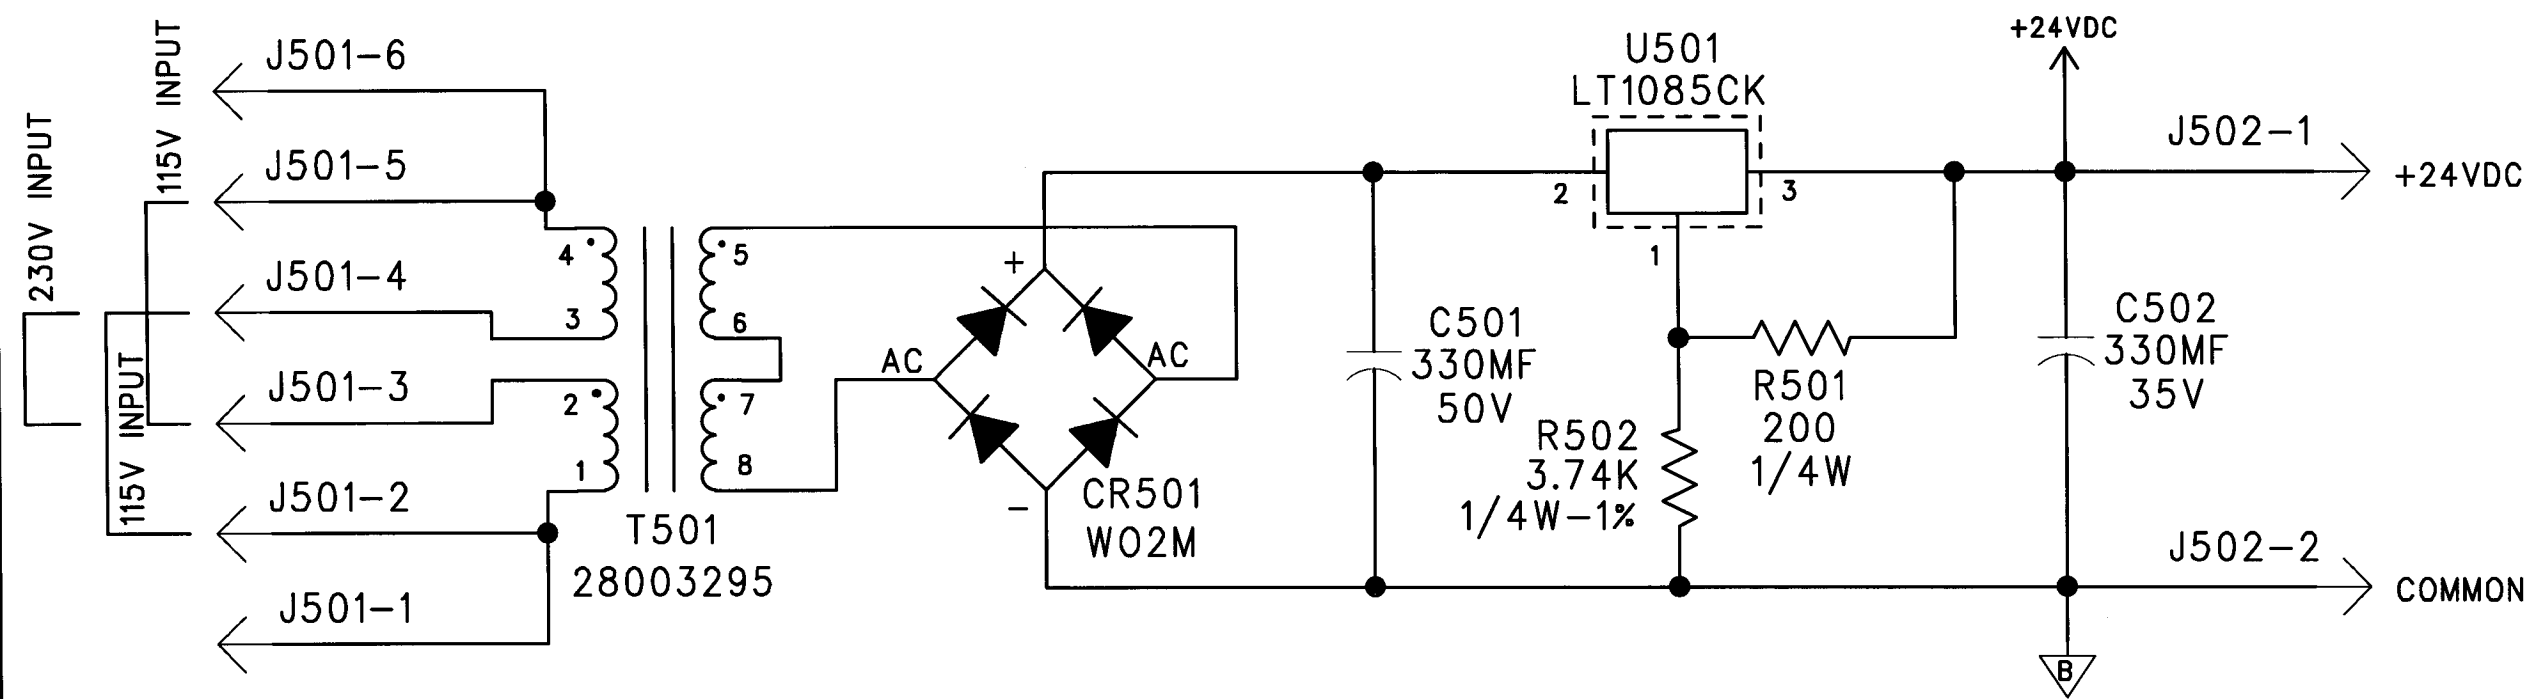 230V INPUT
115V INPUT
115V INPUT
J501-6
J501-5
J501-4
J501-3
J501-2
J501-1
4
3
2
1
T501
28003295
5
6
7
8
AC
+
AC
-
CR501
WO2M
C501
330MF
50V
U501
LT1085CK
2
3
1
R501
200
1/4W
R502
3.74K
1/4W-1%
+24VDC
C502
330MF
35V
J502-1
+24VDC
J502-2
COMMON
B